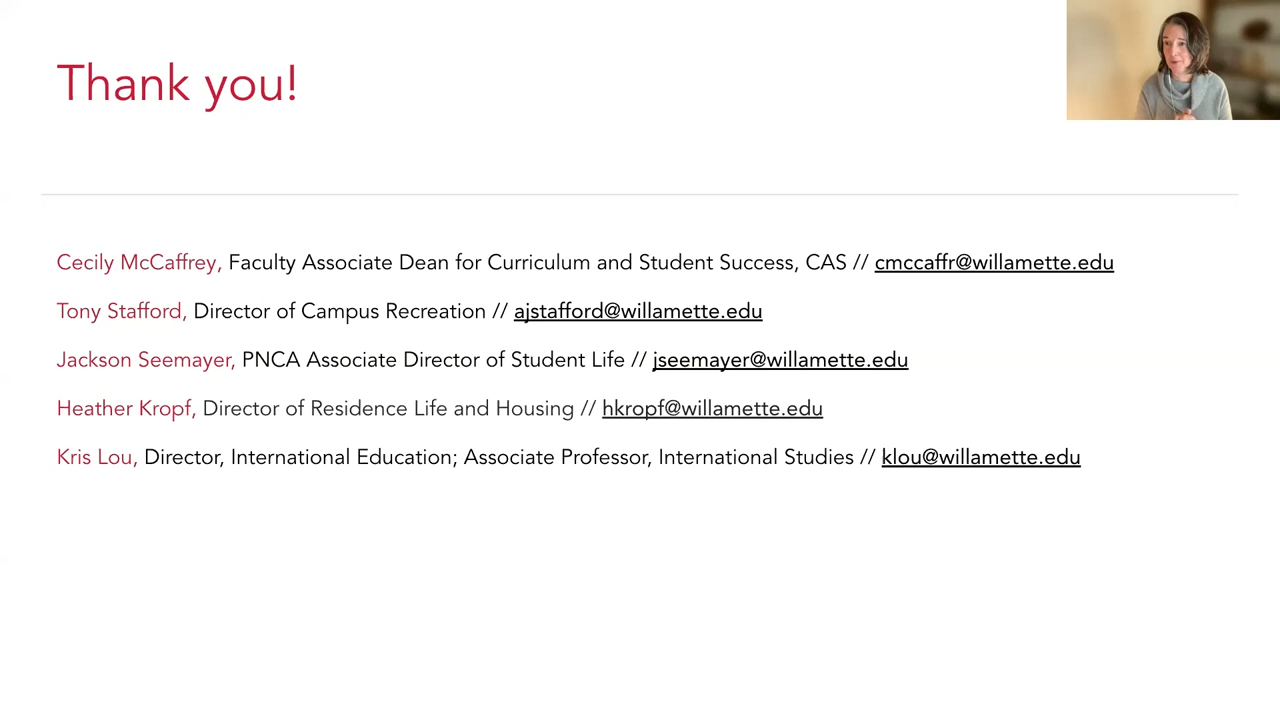 Thank you!
Cecily McCaffrey, Faculty Associate Dean for Curriculum and Student Success, CAS // cmccaffr@willamette.edu
Tony Stafford, Director of Campus Recreation // ajstafford@willamette.edu
Jackson Seemayer, PNCA Associate Director of Student Life // jseemayer@willamette.edu
Heather Kropf, Director of Residence Life and Housing // hkropf@willamette.edu
Kris Lou, Director, International Education; Associate Professor, International Studies // klou@willamette.edu